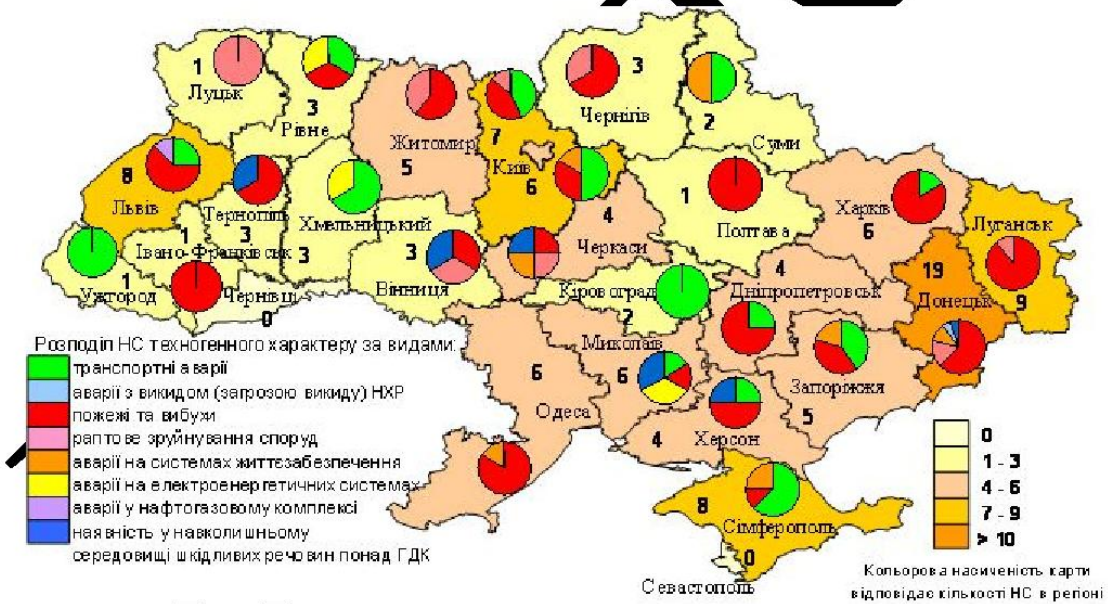 1
Луцьк
3
Рівне
Житомир
5
7
Київ
6
3
Чернігів
2
Суми
8
Львів
Тернопіль
3
Хмельницький
3
1
Івано-Франківськ
1
Ужгород
Чернівці
0
3
Вінниця
4
Черкаси
1
Полтава
Харків
6
Луганськ
9
19
Донецьк
4
Дніпропетровськ
Кіровоград
2
Миколаїв
6
6
Одеса
Запоріжжя
5
4
Херсон
8
Сімферополь
0
Севастополь
Розподіл НС техногенного характеру за видами:
транспортні аварії
аварії з викидом (загрозою викиду) НХР
пожежі та вибухи
раптове зруйнування споруд
аварії на системах життєзабезпечення
аварії на електроенергетичних системах
аварії у нафтогазовому комплексі
наявність у навколишньому
середовищі шкідливих речовин понад ГДК
0
1 - 3
4 - 6
7 - 9
> 10
Кольорова насиченість карти
відповідає кількості НС в регіоні